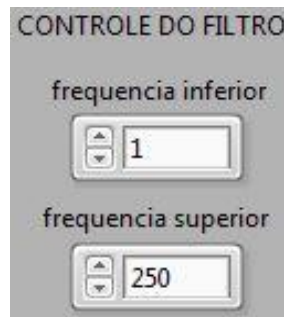 CONTROLE DO FILTRO
frequencia inferior
1
frequencia superior
250